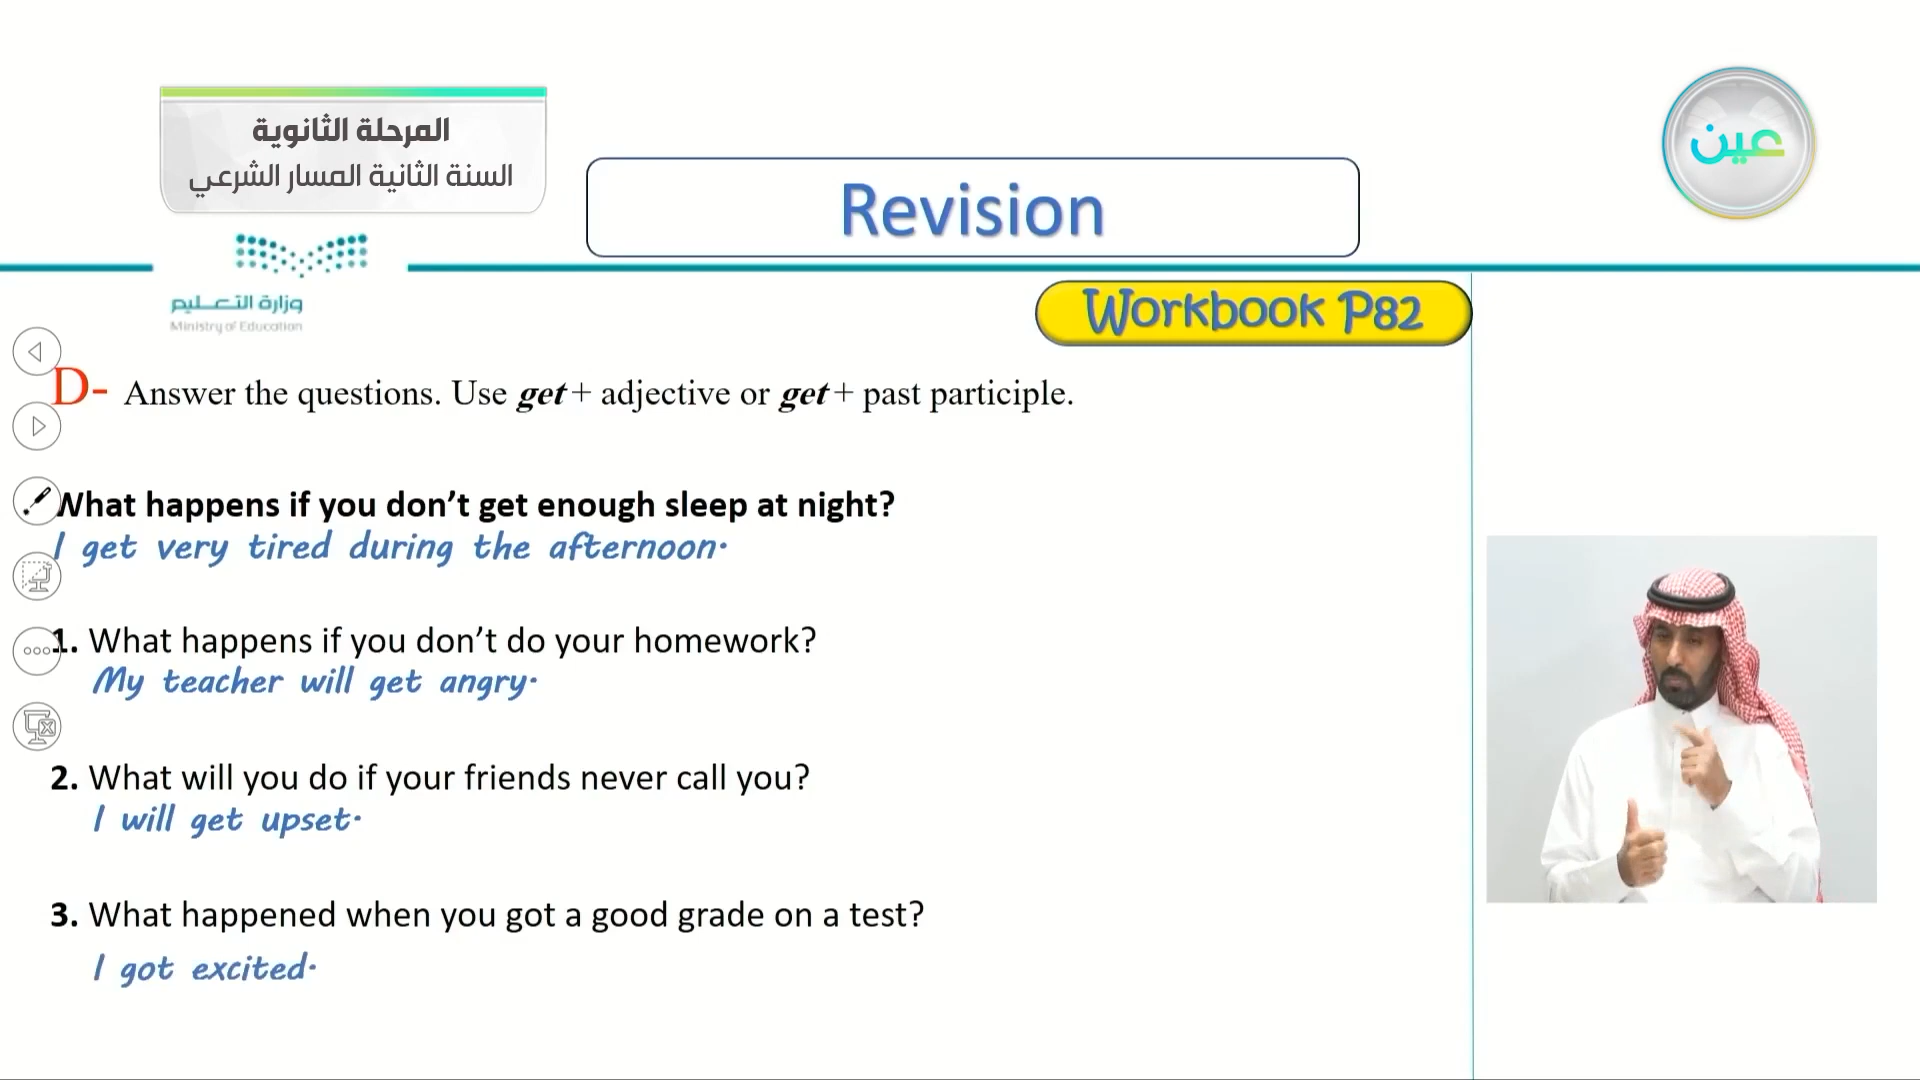 المرحلة الثانوية
السنة الثانية المسار الشرعي
عين
Revision
وزارة التعليم
Ministry of Education
Workbook P82
D- Answer the questions. Use get + adjective or get + past participle.
What happens if you don’t get enough sleep at night?
I get very tired during the afternoon.
1. What happens if you don’t do your homework?
My teacher will get angry.
2. What will you do if your friends never call you?
I will get upset.
3. What happened when you got a good grade on a test?
I got excited.